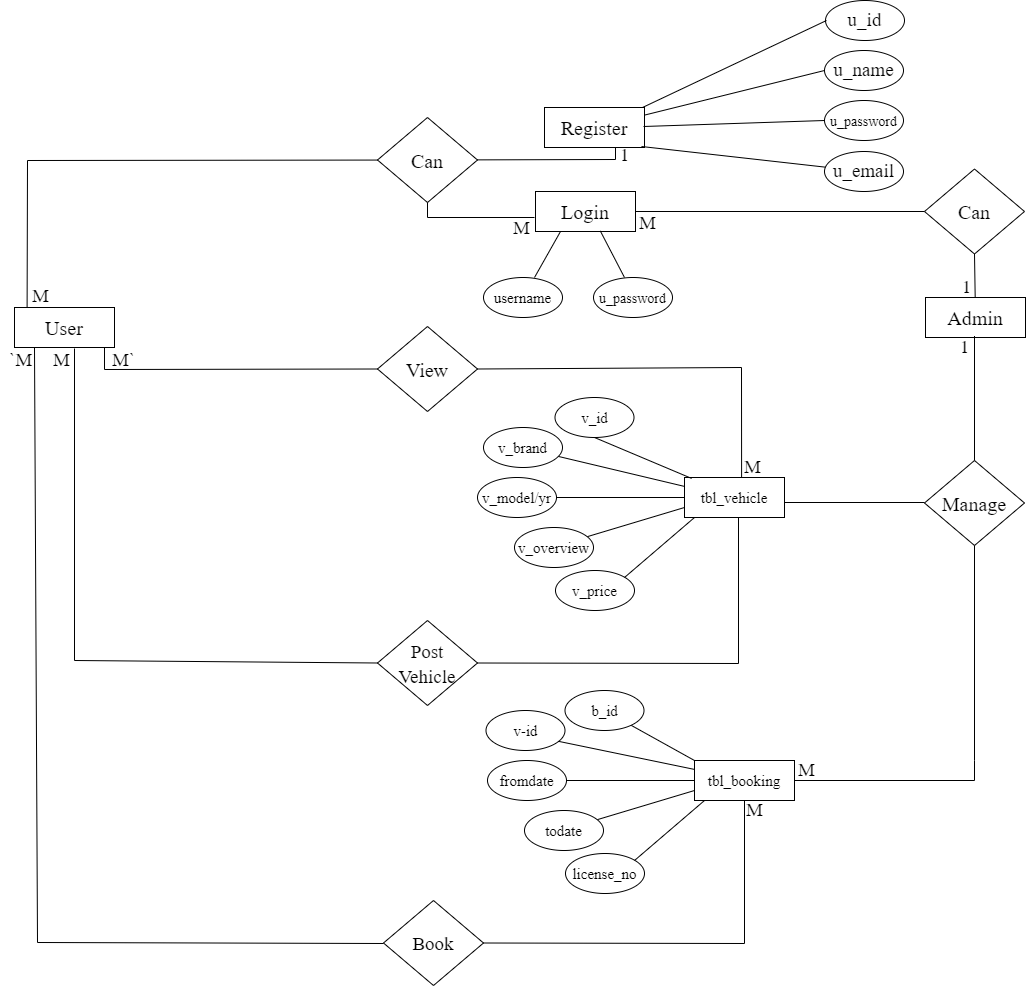 u_id
u_name
Register
u_password
Can
1
u_email
Login
Can
M
M
username
u_password
1
M
Admin
User
1
`M
M
M`
View
v_id
v_brand
M
v_model/yr
tbl_vehicle
Manage
v_overview
v_price
Post
Vehicle
b_id
v-id
M
fromdate
tbl_booking
M
todate
license_no
Book